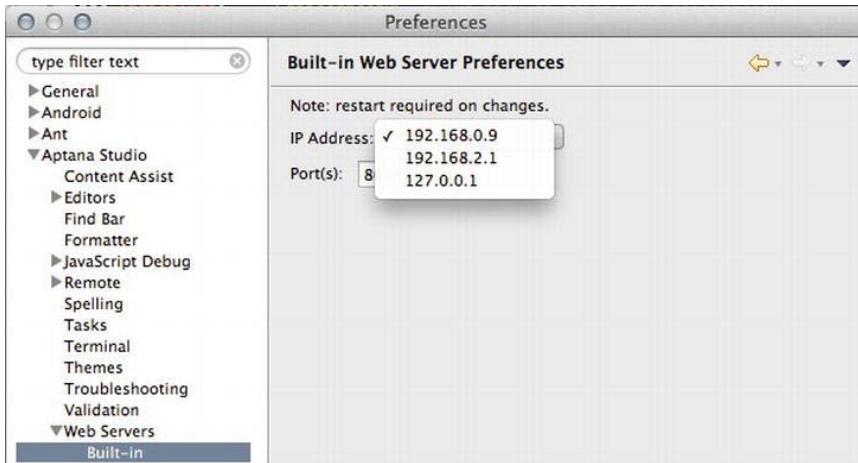 Preferences
type filter text
General
Android
Ant
Aptana Studio
Content Assist
Editors
Find Bar
Formatter
JavaScript Debug
Remote
Spelling
Tasks
Terminal
Themes
Troubleshooting
Validation
Web Servers
Built-in
Built-in Web Server Preferences
Note: restart required on changes.
IP Address: ✓ 192.168.0.9
192.168.2.1
127.0.0.1
Port(s):